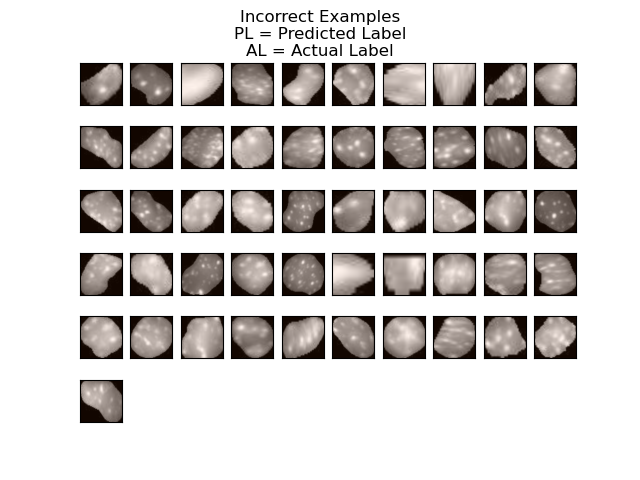 Incorrect Examples
PL = Predicted Label
AL = Actual Label